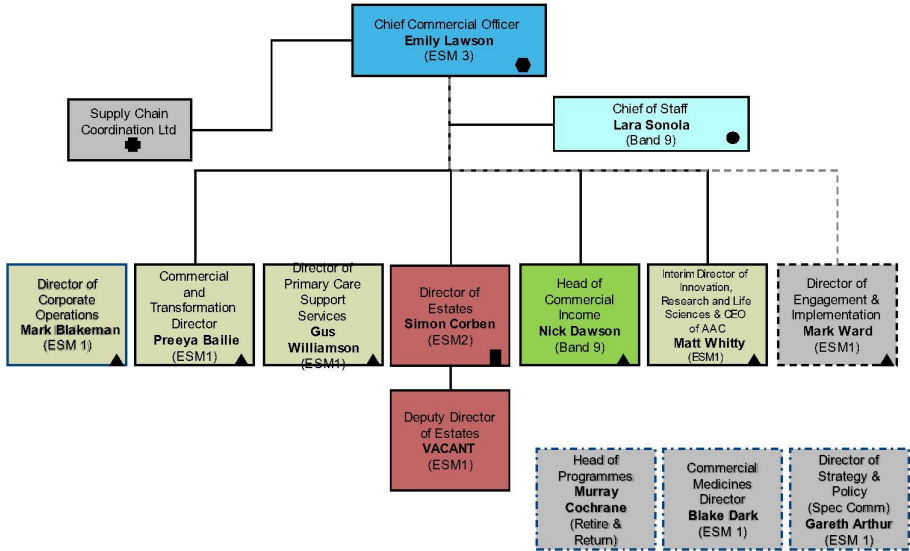 Chief Commercial Officer
Emily Lawson
(ESM 3)
Supply Chain
Coordination Ltd
Chief of Staff
Lara Sonola
(Band 9)
Director of
Corporate
Operations
Mark Blakeman
(ESM 1)
Commercial
and
Transformation
Director
Preeya Bailie
(ESM1)
Director of
Primary Care
Support
Services
Gus
Williamson
(ESM1)
Director of
Estates
Simon Corben
(ESM2)
Head of
Commercial
Income
Nick Dawson
(Band 9)
Interim Director of
Innovation,
Research and Life
Sciences & CEO
of AAC
Matt Whitty
(ESM1)
Director of
Engagement &
Implementation
Mark Ward
(ESM1)
Deputy Director
of Estates
VACANT
(ESM1)
Head of
Programmes
Murray
Cochrane
(Retire &
Return)
Commercial
Medicines
Director
Blake Dark
(ESM 1)
Director of
Strategy &
Policy
(Spec Comm)
Gareth Arthur
(ESM 1)